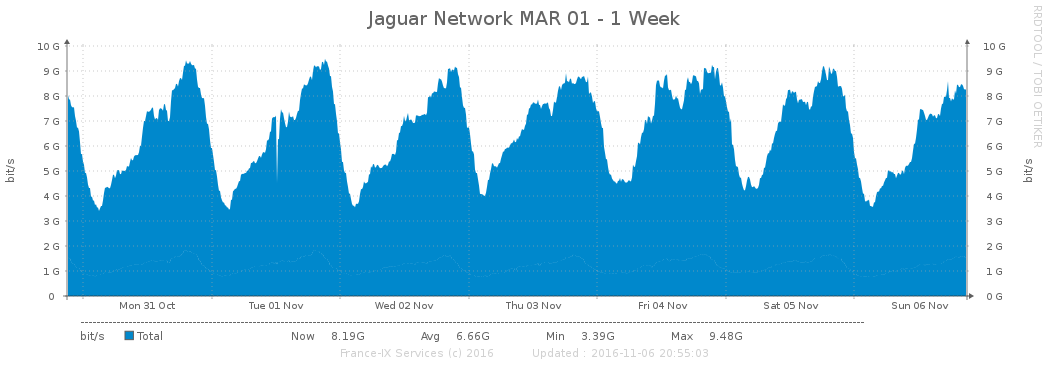 Jaguar Network MAR 01 - 1 Week
RRDTOOL / TOBI OETIKER
bit/s
10 G
9 G
8 G
7 G
6 G
5 G
4 G
3 G
2 G
1 G
0
10 G
9 G
8 G
7 G
6 G
5 G
4 G
3 G
2 G
1 G
0 G
bit/s
Mon 31 Oct Tue 01 Nov Wed 02 Nov Thu 03 Nov Fri 04 Nov Sat 05 Nov Sun 06 Nov
bit/s Total Now 8.19G Avg 6.66G Min 3.39G Max 9.48G
France-IX Services (c) 2016 Updated : 2016-11-06 20:55:03